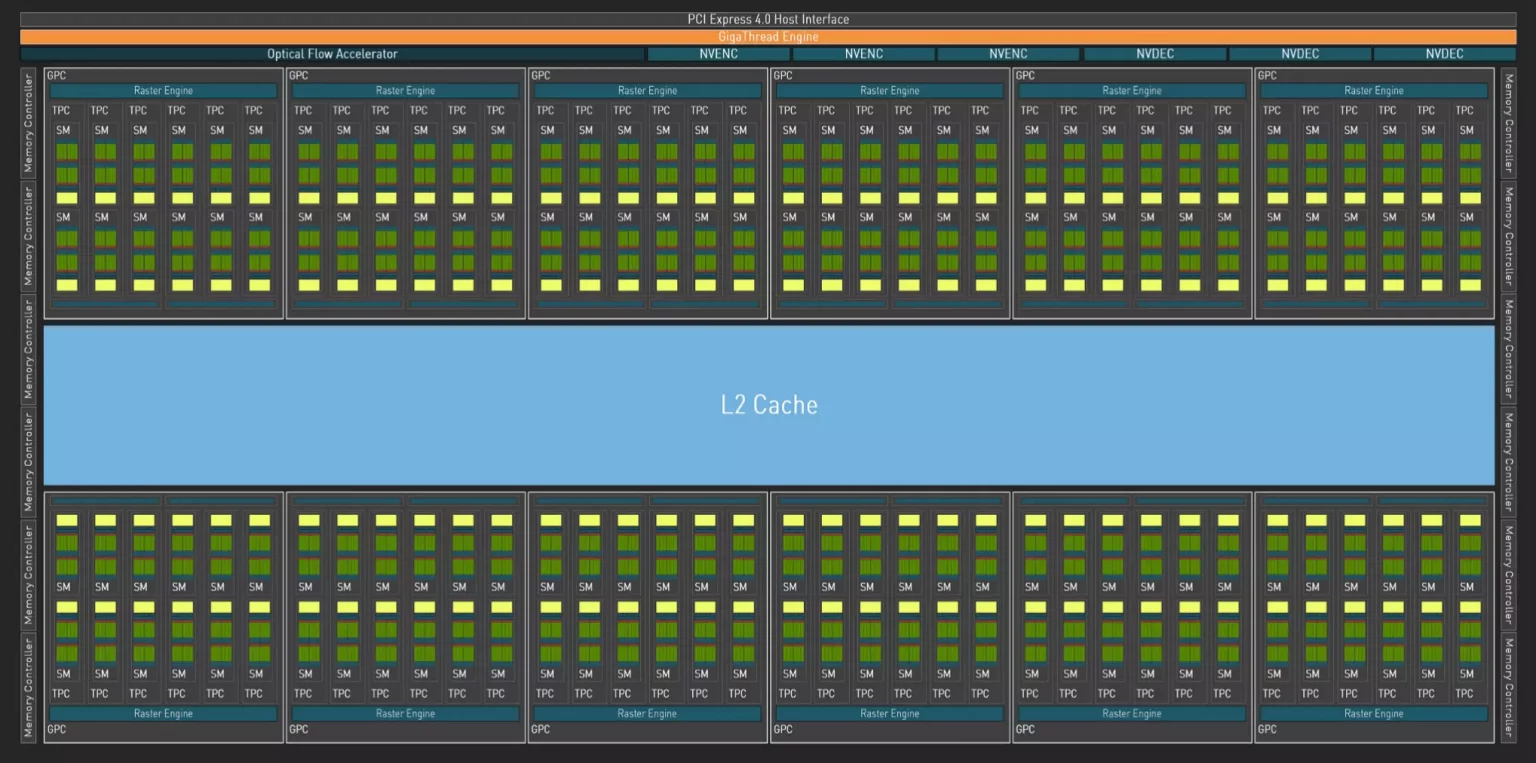 PCI Express 4.0 Host Interface
GigaThread Engine
Optical Flow Accelerator NVENC NVENC NVENC NVDEC NVDEC NVDEC
GPC GPC GPC GPC GPC GPC
Raster Engine Raster Engine Raster Engine Raster Engine Raster Engine Raster Engine
TPC TPC TPC TPC TPC TPC TPC TPC TPC TPC TPC TPC TPC TPC TPC TPC TPC TPC TPC TPC TPC TPC TPC TPC TPC TPC TPC TPC TPC TPC TPC TPC TPC TPC TPC TPC
SM SM SM SM SM SM SM SM SM SM SM SM SM SM SM SM SM SM SM SM SM SM SM SM SM SM SM SM SM SM SM SM SM SM SM SM
SM SM SM SM SM SM SM SM SM SM SM SM SM SM SM SM SM SM SM SM SM SM SM SM SM SM SM SM SM SM SM SM SM SM SM SM
L2 Cache
SM SM SM SM SM SM SM SM SM SM SM SM SM SM SM SM SM SM SM SM SM SM SM SM SM SM SM SM SM SM SM SM SM SM SM SM
SM SM SM SM SM SM SM SM SM SM SM SM SM SM SM SM SM SM SM SM SM SM SM SM SM SM SM SM SM SM SM SM SM SM SM SM
TPC TPC TPC TPC TPC TPC TPC TPC TPC TPC TPC TPC TPC TPC TPC TPC TPC TPC TPC TPC TPC TPC TPC TPC TPC TPC TPC TPC TPC TPC TPC TPC TPC TPC TPC TPC
Raster Engine Raster Engine Raster Engine Raster Engine Raster Engine Raster Engine
GPC GPC GPC GPC GPC GPC
Memory Controller
Memory Controller
Memory Controller
Memory Controller
Memory Controller
Memory Controller
Memory Controller
Memory Controller
Memory Controller
Memory Controller
Memory Controller
Memory Controller